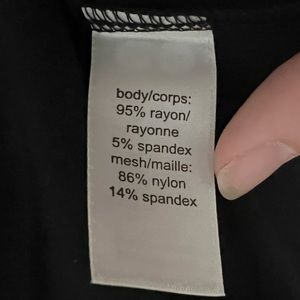 body/corps:
95% rayon/
rayonne
5% spandex
mesh/maille:
86% nylon
14% spandex